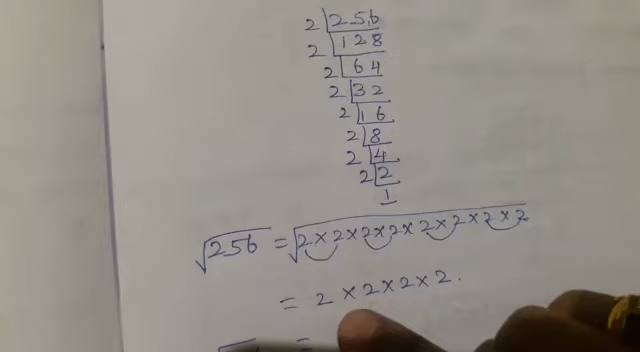 2 | 256
2 | 128
2 | 64
2 | 32
2 | 16
2 | 8
2 | 4
2 | 2
1
√256 = √2×2×2×2×2×2×2×2
= 2×2×2×2.
=